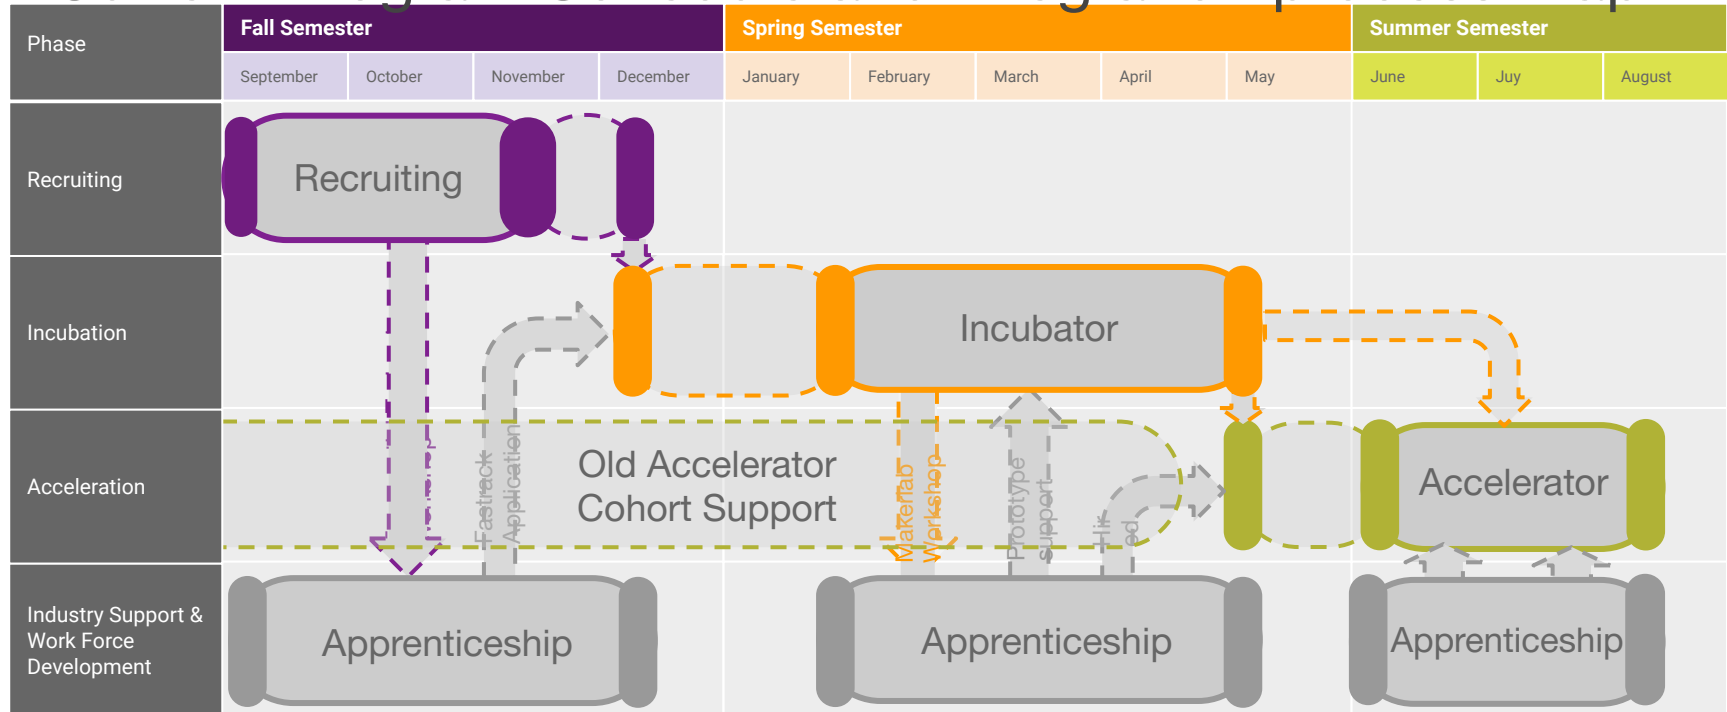 Phase
Fall Semester
Spring Semester
Summer Semester
September
October
November
December
January
February
March
April
May
June
Juy
August
Recruiting
Recruiting
Incubation
Incubator
Acceleration
Fastrack
Application
Old Accelerator
Cohort Support
Makerlab
Workshop
Prototype
support
Accelerator
Industry Support &
Work Force
Development
Apprenticeship
Apprenticeship
Apprenticeship